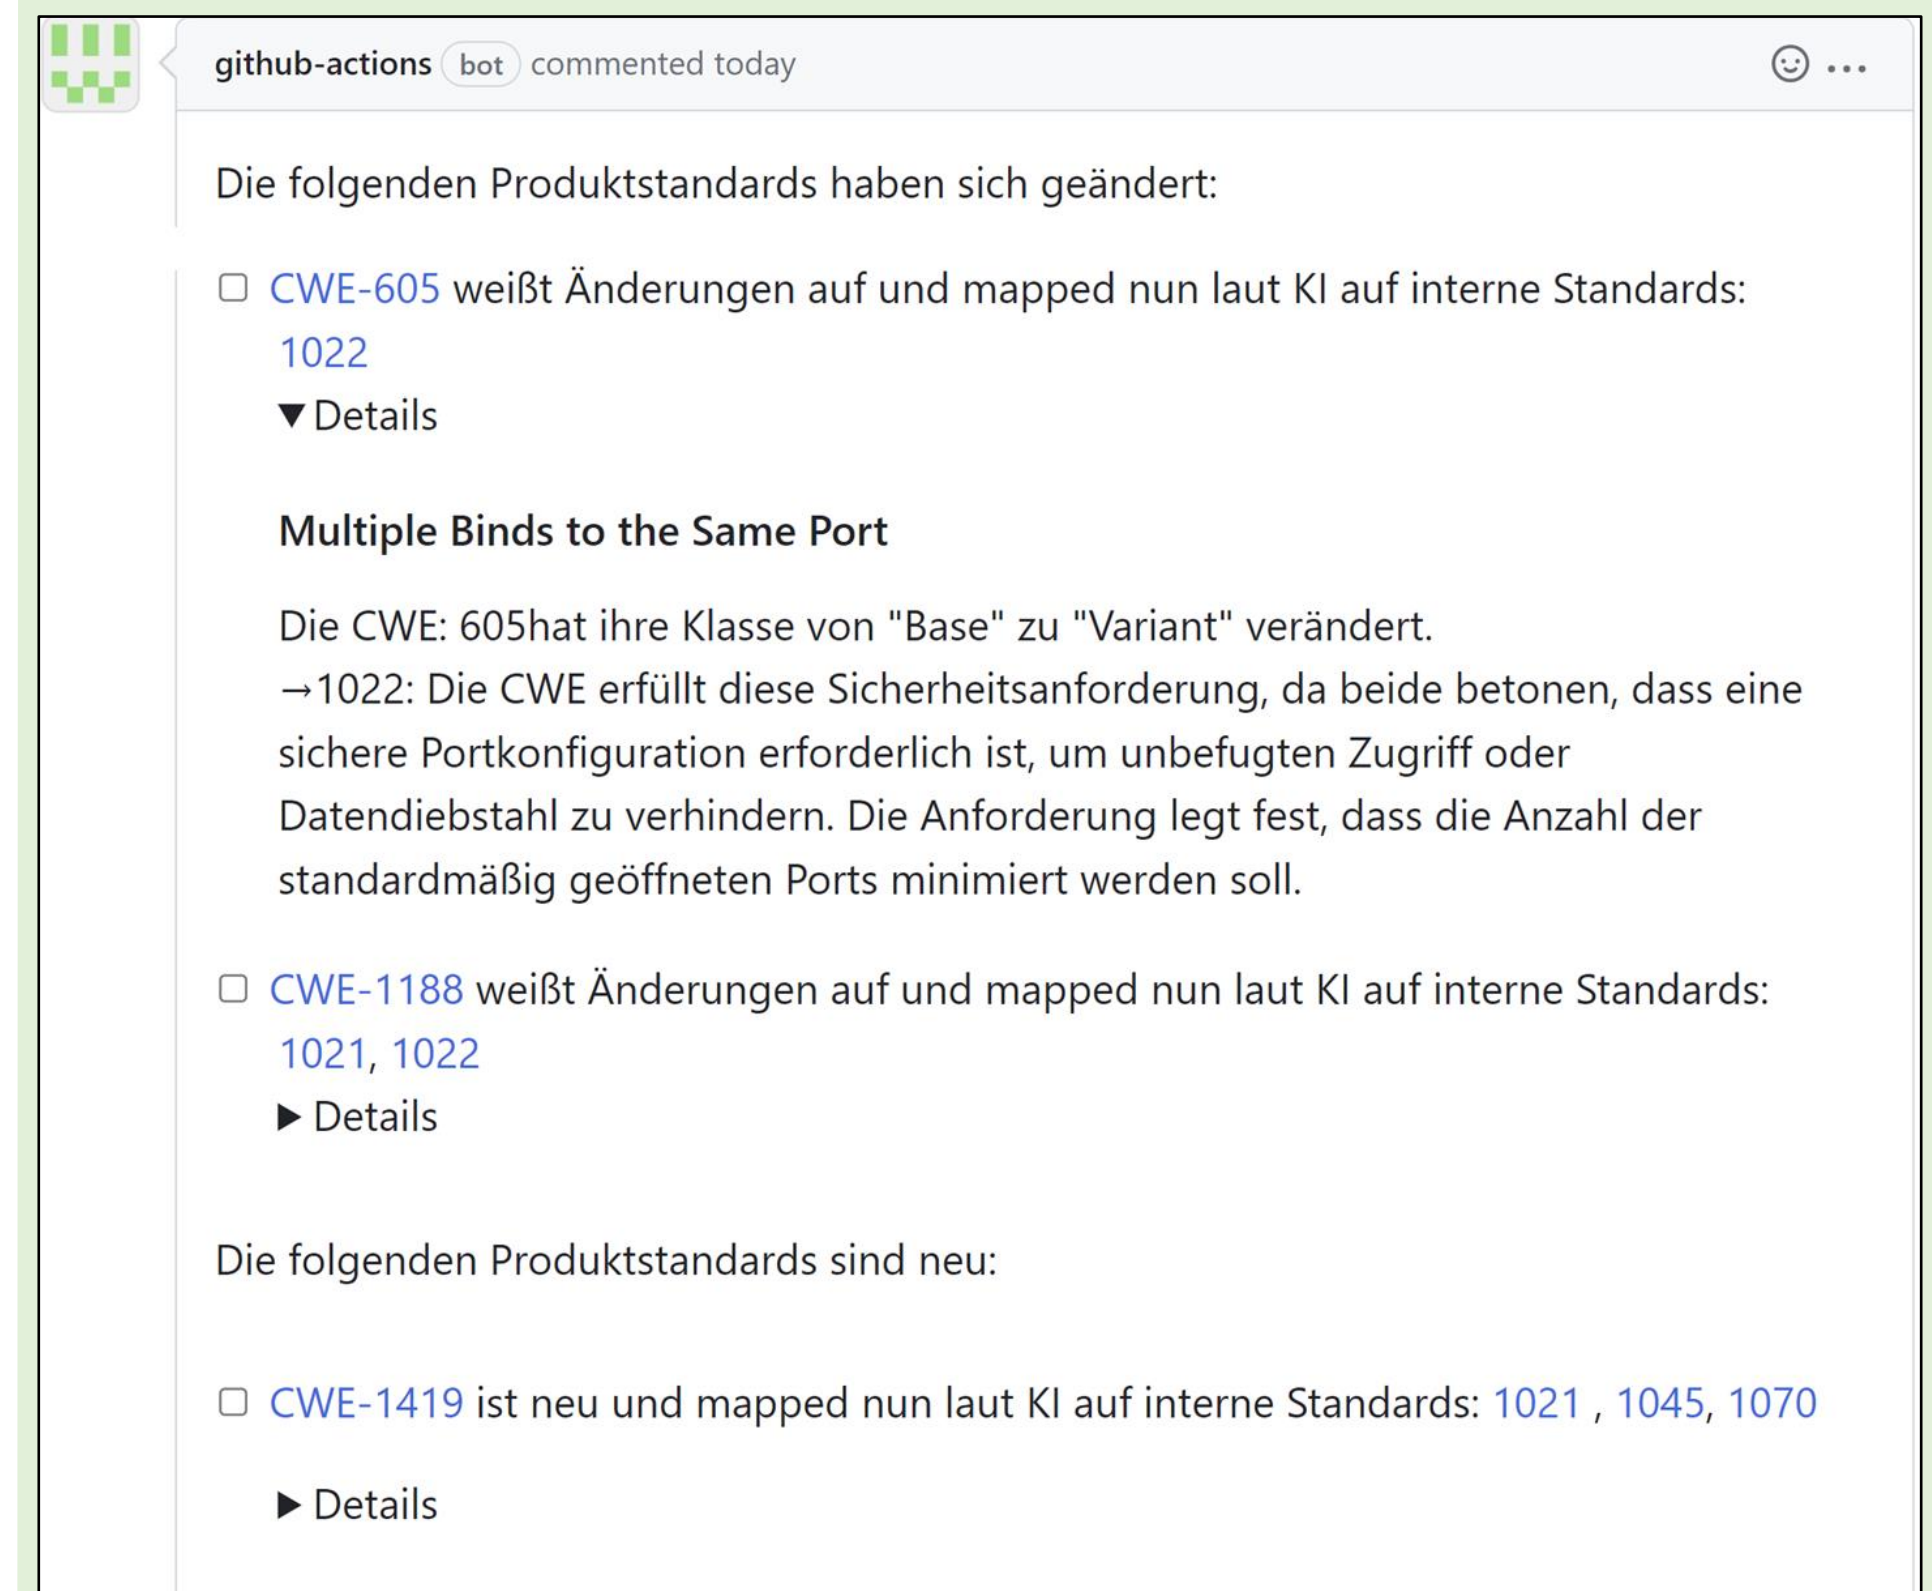 github-actions bot commented today
Die folgenden Produktstandards haben sich geändert:
CWE-605 weißt Änderungen auf und mapped nun laut KI auf interne Standards:
1022
▼ Details
Multiple Binds to the Same Port
Die CWE: 605hat ihre Klasse von "Base" zu "Variant" verändert.
→1022: Die CWE erfüllt diese Sicherheitsanforderung, da beide betonen, dass eine
sichere Portkonfiguration erforderlich ist, um unbefugten Zugriff oder
Datendiebstahl zu verhindern. Die Anforderung legt fest, dass die Anzahl der
standardmäßig geöffneten Ports minimiert werden soll.
CWE-1188 weißt Änderungen auf und mapped nun laut KI auf interne Standards:
1021, 1022
▶ Details
Die folgenden Produktstandards sind neu:
CWE-1419 ist neu und mapped nun laut KI auf interne Standards: 1021 , 1045, 1070
▶ Details